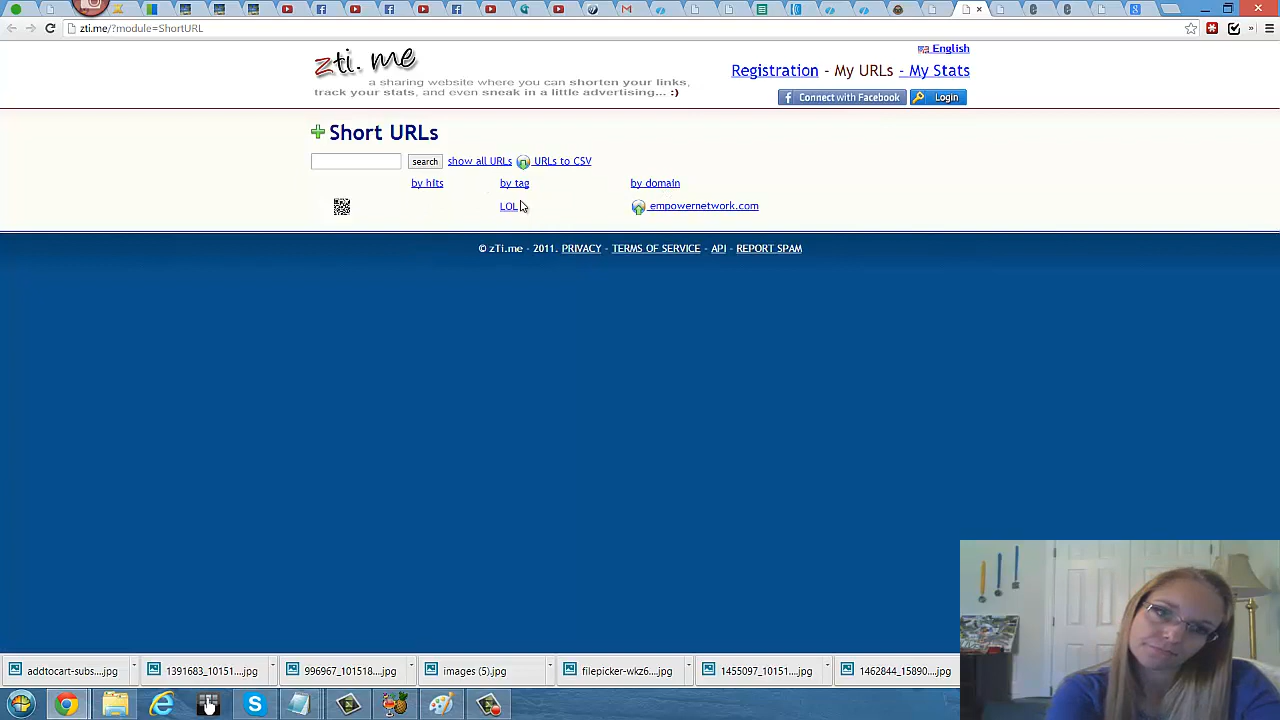 zti.me/?module=ShortURL
zti. me
a sharing website where you can shorten your links,
track your stats, and even sneak in a little advertising... :)
English
Registration - My URLs - My Stats
Connect with Facebook
Login
Short URLs
search
show all URLs
URLs to CSV
by hits
by tag
by domain
LOL
empowernetwork.com
© zTi.me - 2011. PRIVACY - TERMS OF SERVICE - API - REPORT SPAM
addtocart-subs....jpg
1391683_10151....jpg
996967_101518....jpg
images (5).jpg
filepicker-wkz6....jpg
1455097_10151....jpg
1462844_15890....jpg